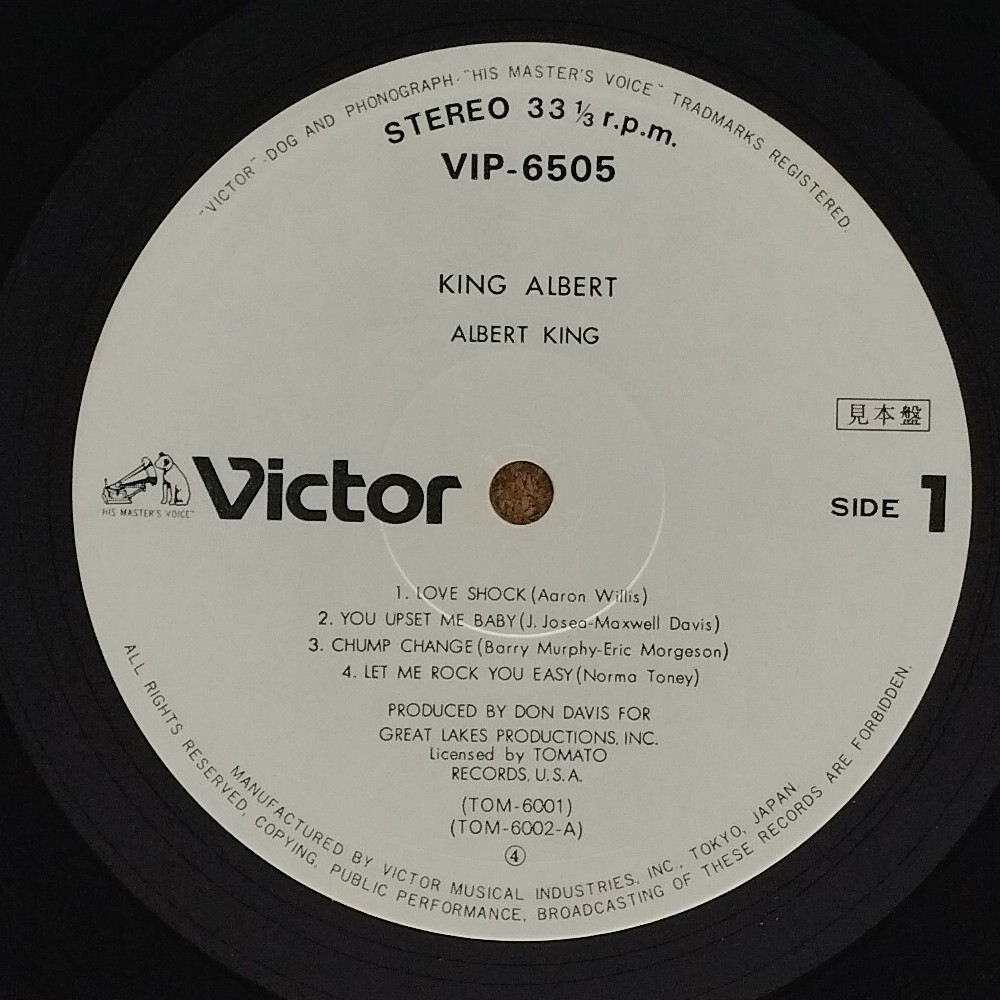 "VICTOR" ·DOG AND PHONOGRAPH· "HIS MASTER'S VOICE" TRADMARKS REGISTERED.
STEREO 33 ⅓ r.p.m.
VIP-6505
KING ALBERT
ALBERT KING
見本盤
Victor
"HIS MASTER'S VOICE"
SIDE 1
1. LOVE SHOCK (Aaron Willis)
2. YOU UPSET ME BABY (J. Josea-Maxwell Davis)
3. CHUMP CHANGE (Barry Murphy-Eric Morgeson)
4. LET ME ROCK YOU EASY (Norma Toney)
PRODUCED BY DON DAVIS FOR
GREAT LAKES PRODUCTIONS, INC.
Licensed by TOMATO
RECORDS, U.S.A.
(TOM-6001)
(TOM-6002-A)
④
MANUFACTURED BY VICTOR MUSICAL INDUSTRIES, INC., TOKYO, JAPAN.
ALL RIGHTS RESERVED, COPYING, PUBLIC PERFORMANCE, BROADCASTING OF THESE RECORDS ARE FORBIDDEN.